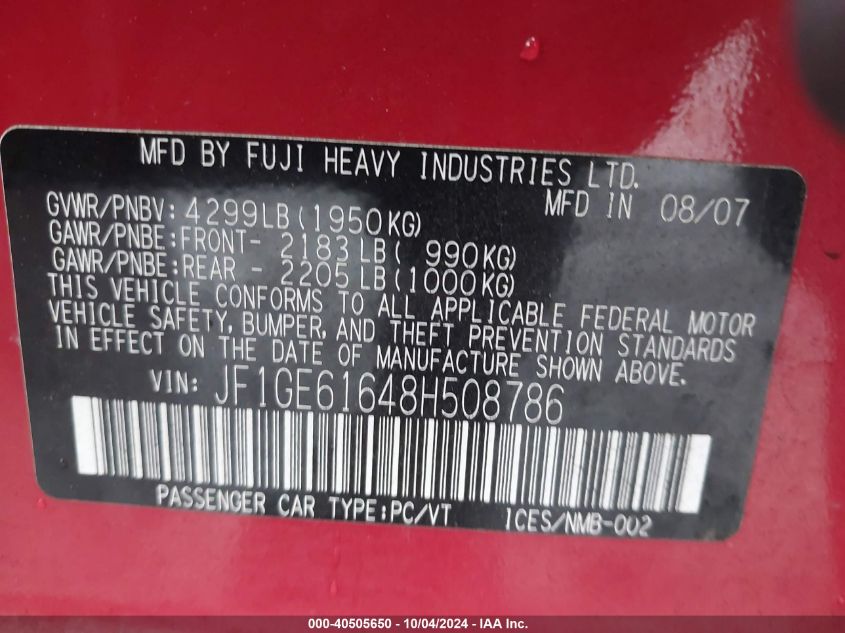 MFD BY FUJI HEAVY INDUSTRIES LTD.
GVWR/PNBV: 4299LB (1950KG) MFD IN 08/07
GAWR/PNBE: FRONT- 2183LB ( 990KG)
GAWR/PNBE: REAR - 2205LB (1000KG)
THIS VEHICLE CONFORMS TO ALL APPLICABLE FEDERAL MOTOR
VEHICLE SAFETY, BUMPER, AND THEFT PREVENTION STANDARDS
IN EFFECT ON THE DATE OF MANUFACTURE SHOWN ABOVE.
VIN: JF1GE61648H508786
PASSENGER CAR TYPE:PC/VT ICES/NMB-002
000-40505650 - 10/04/2024 - IAA Inc.